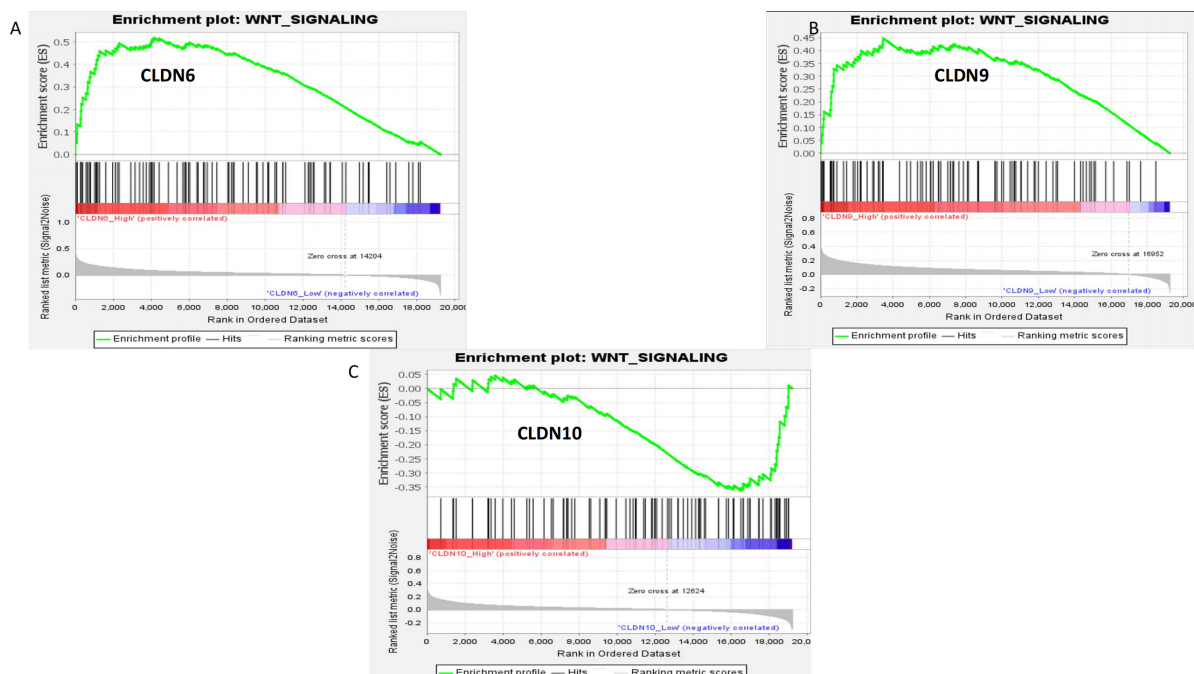 A
Enrichment plot: WNT_SIGNALING
Enrichment score (ES)
0.5
0.4
0.3
0.2
0.1
0.0
CLDN6
Ranked list metric (Signal2Noise)
1.0
0.5
0.0
'CLDN6_High' (positively correlated)
Zero cross at 14204
'CLDN6_Low' (negatively correlated)
0 2,000 4,000 6,000 8,000 10,000 12,000 14,000 16,000 18,000 20,000
Rank in Ordered Dataset
Enrichment profile Hits Ranking metric scores
B
Enrichment plot: WNT_SIGNALING
Enrichment score (ES)
0.45
0.40
0.35
0.30
0.25
0.20
0.15
0.10
0.05
0.00
CLDN9
Ranked list metric (Signal2Noise)
0.8
0.6
0.4
0.2
0.0
-0.2
'CLDN9_High' (positively correlated)
Zero cross at 16952
'CLDN9_Low' (negatively correlated)
0 2,000 4,000 6,000 8,000 10,000 12,000 14,000 16,000 18,000
Rank in Ordered Dataset
Enrichment profile Hits Ranking metric scores
C
Enrichment plot: WNT_SIGNALING
Enrichment score (ES)
0.05
0.00
-0.05
-0.10
-0.15
-0.20
-0.25
-0.30
-0.35
CLDN10
Ranked list metric (Signal2Noise)
0.8
0.6
0.4
0.2
0.0
-0.2
'CLDN10_High' (positively correlated)
Zero cross at 12624
'CLDN10_Low' (negatively correlated)
0 2,000 4,000 6,000 8,000 10,000 12,000 14,000 16,000 18,000
Rank in Ordered Dataset
Enrichment profile Hits Ranking metric scores